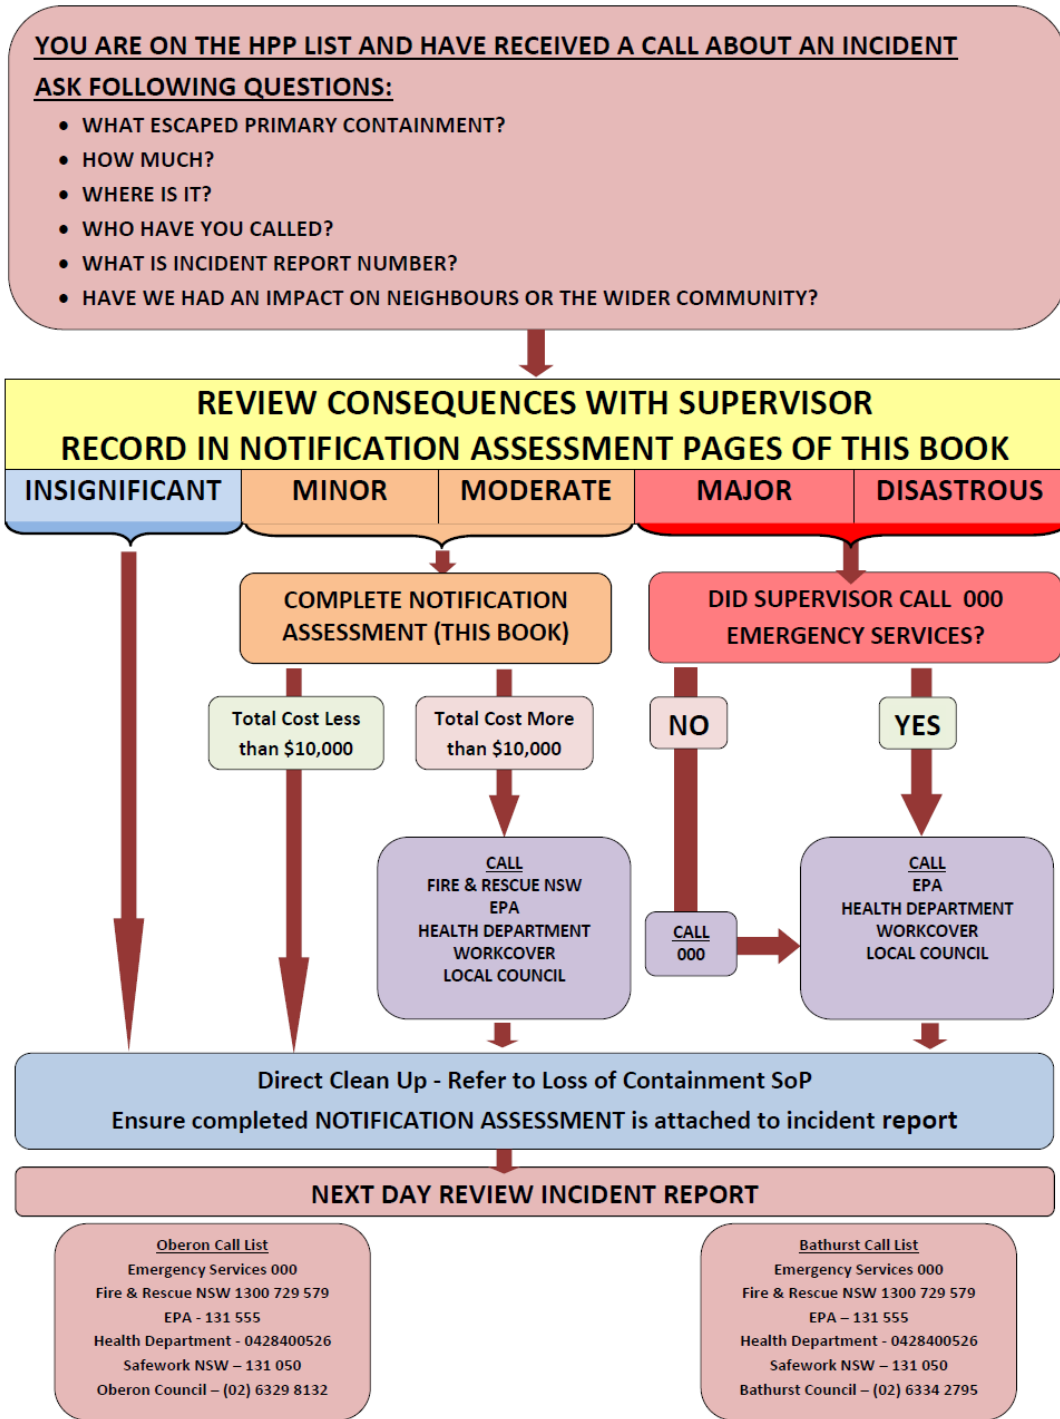 YOU ARE ON THE HPP LIST AND HAVE RECEIVED A CALL ABOUT AN INCIDENT
ASK FOLLOWING QUESTIONS:
• WHAT ESCAPED PRIMARY CONTAINMENT?
• HOW MUCH?
• WHERE IS IT?
• WHO HAVE YOU CALLED?
• WHAT IS INCIDENT REPORT NUMBER?
• HAVE WE HAD AN IMPACT ON NEIGHBOURS OR THE WIDER COMMUNITY?
REVIEW CONSEQUENCES WITH SUPERVISOR
RECORD IN NOTIFICATION ASSESSMENT PAGES OF THIS BOOK
INSIGNIFICANT
MINOR
MODERATE
MAJOR
DISASTROUS
COMPLETE NOTIFICATION
ASSESSMENT (THIS BOOK)
DID SUPERVISOR CALL 000
EMERGENCY SERVICES?
Total Cost Less
than $10,000
Total Cost More
than $10,000
NO
YES
CALL
FIRE & RESCUE NSW
EPA
HEALTH DEPARTMENT
WORKCOVER
LOCAL COUNCIL
CALL
000
CALL
EPA
HEALTH DEPARTMENT
WORKCOVER
LOCAL COUNCIL
Direct Clean Up - Refer to Loss of Containment SoP
Ensure completed NOTIFICATION ASSESSMENT is attached to incident report
NEXT DAY REVIEW INCIDENT REPORT
Oberon Call List
Emergency Services 000
Fire & Rescue NSW 1300 729 579
EPA - 131 555
Health Department - 0428400526
Safework NSW – 131 050
Oberon Council – (02) 6329 8132
Bathurst Call List
Emergency Services 000
Fire & Rescue NSW 1300 729 579
EPA – 131 555
Health Department - 0428400526
Safework NSW – 131 050
Bathurst Council – (02) 6334 2795